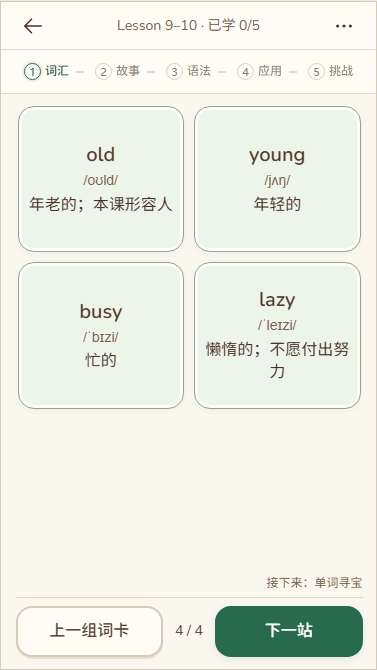 Lesson 9–10 · 已学 0/5
1 词汇 – 2 故事 – 3 语法 – 4 应用 – 5 挑战
old
/oʊld/
年老的；本课形容人
young
/jʌŋ/
年轻的
busy
/ˈbɪzi/
忙的
lazy
/ˈleɪzi/
懒惰的；不愿付出努
力
接下来：单词寻宝
上一组词卡
4 / 4
下一站